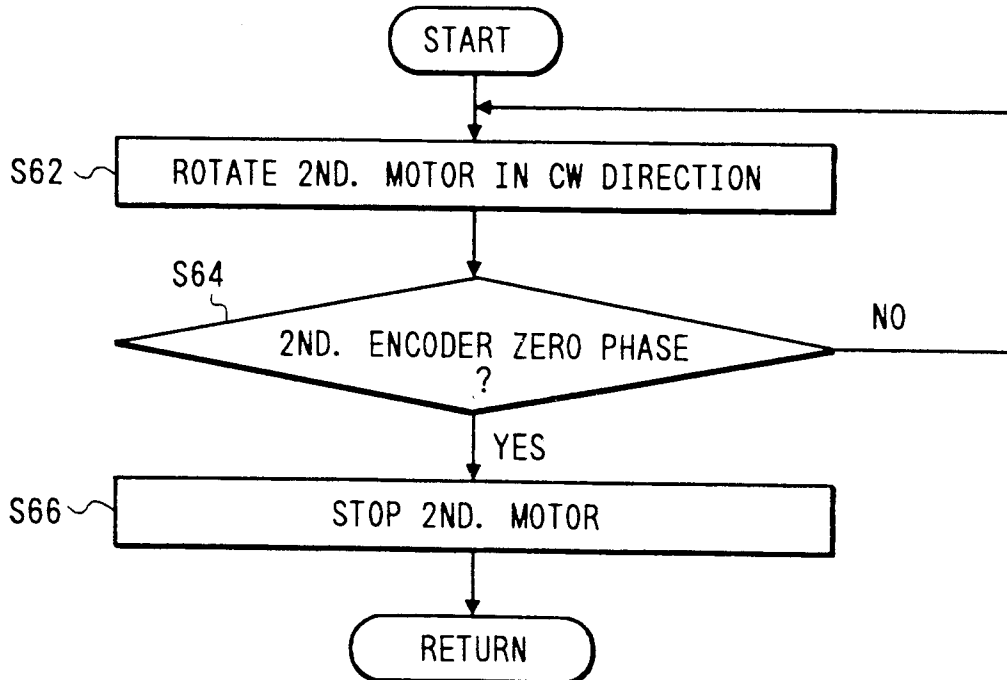 START
S62
ROTATE 2ND. MOTOR IN CW DIRECTION
S64
NO
2ND. ENCODER ZERO PHASE
?
YES
S66
STOP 2ND. MOTOR
RETURN